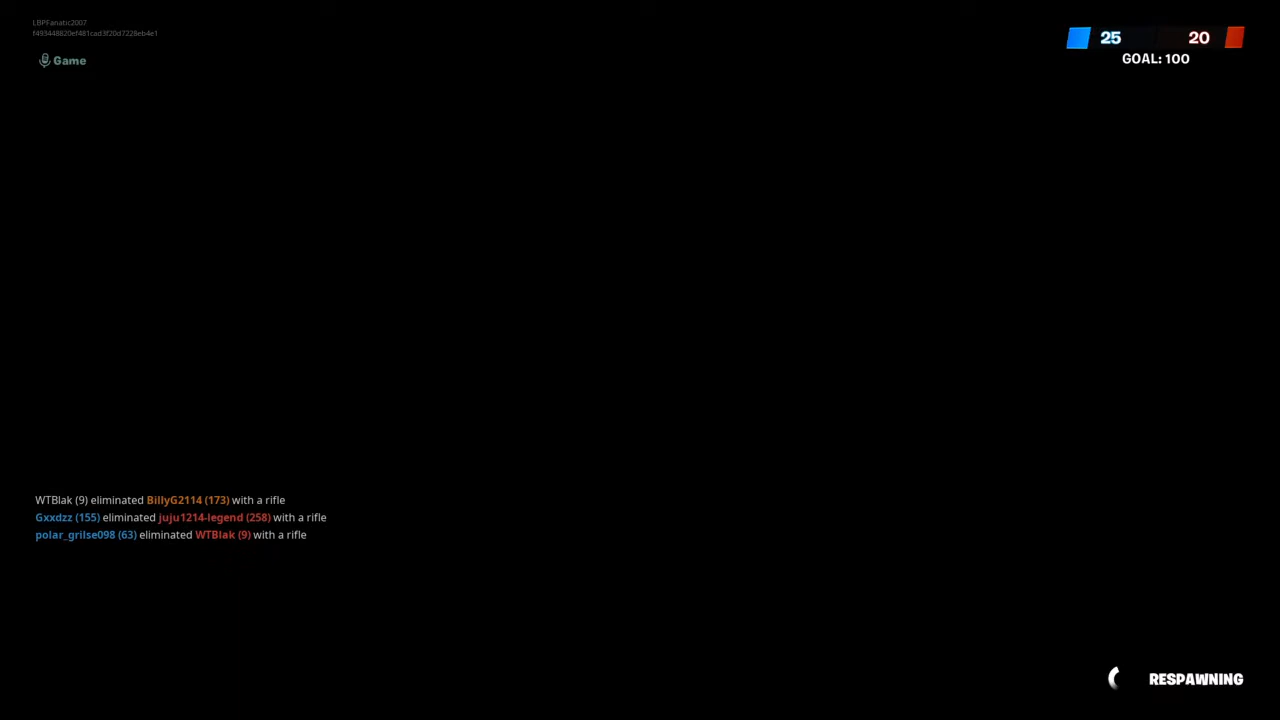 LBPFanatic2007
f493448820ef481cad3f20d7228eb4e1
Game
25 20
GOAL: 100
WTBlak (9) eliminated BillyG2114 (173) with a rifle
Gxxdzz (155) eliminated juju1214-legend (258) with a rifle
polar_grilse098 (63) eliminated WTBlak (9) with a rifle
RESPAWNING